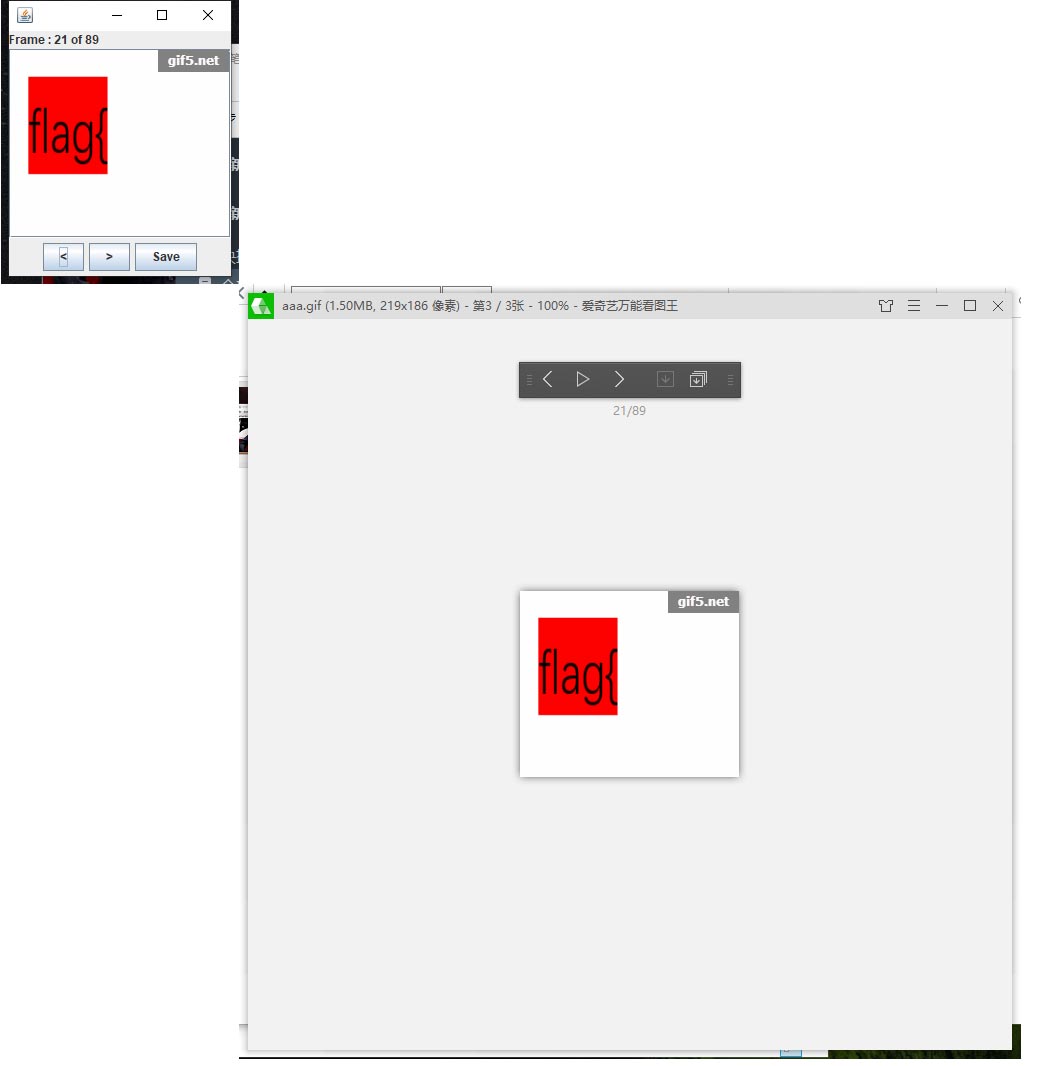 Frame : 21 of 89
gif5.net
flag{
<
>
Save
aaa.gif (1.50MB, 219x186 像素) - 第3 / 3张 - 100% - 爱奇艺万能看图王
21/89
gif5.net
flag{